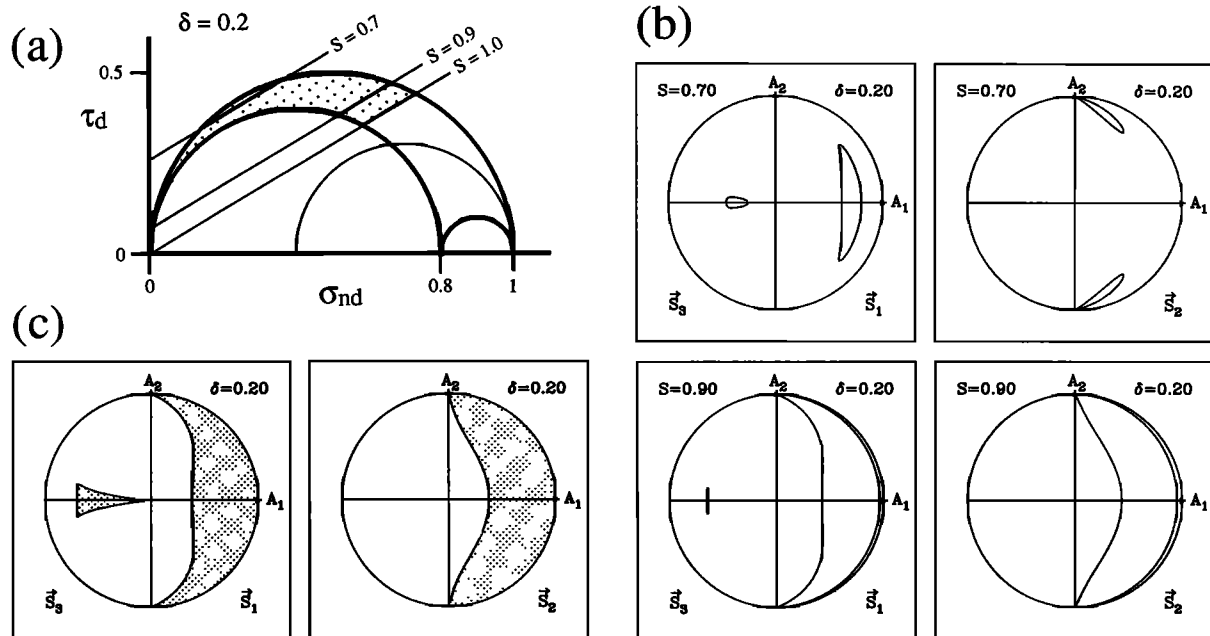 (a)
δ = 0.2
S = 0.7
S = 0.9
S = 1.0
0.5
τd
0
0
0.8
1
σnd
(b)
S=0.70 A₂ δ=0.20
A₁
S⃗₃ S⃗₁
S=0.70 A₂ δ=0.20
A₁
S⃗₂
S=0.90 A₂ δ=0.20
A₁
S⃗₃ S⃗₁
S=0.90 A₂ δ=0.20
A₁
S⃗₂
(c)
A₂ δ=0.20
A₁
S⃗₃ S⃗₁
A₂ δ=0.20
A₁
S⃗₂